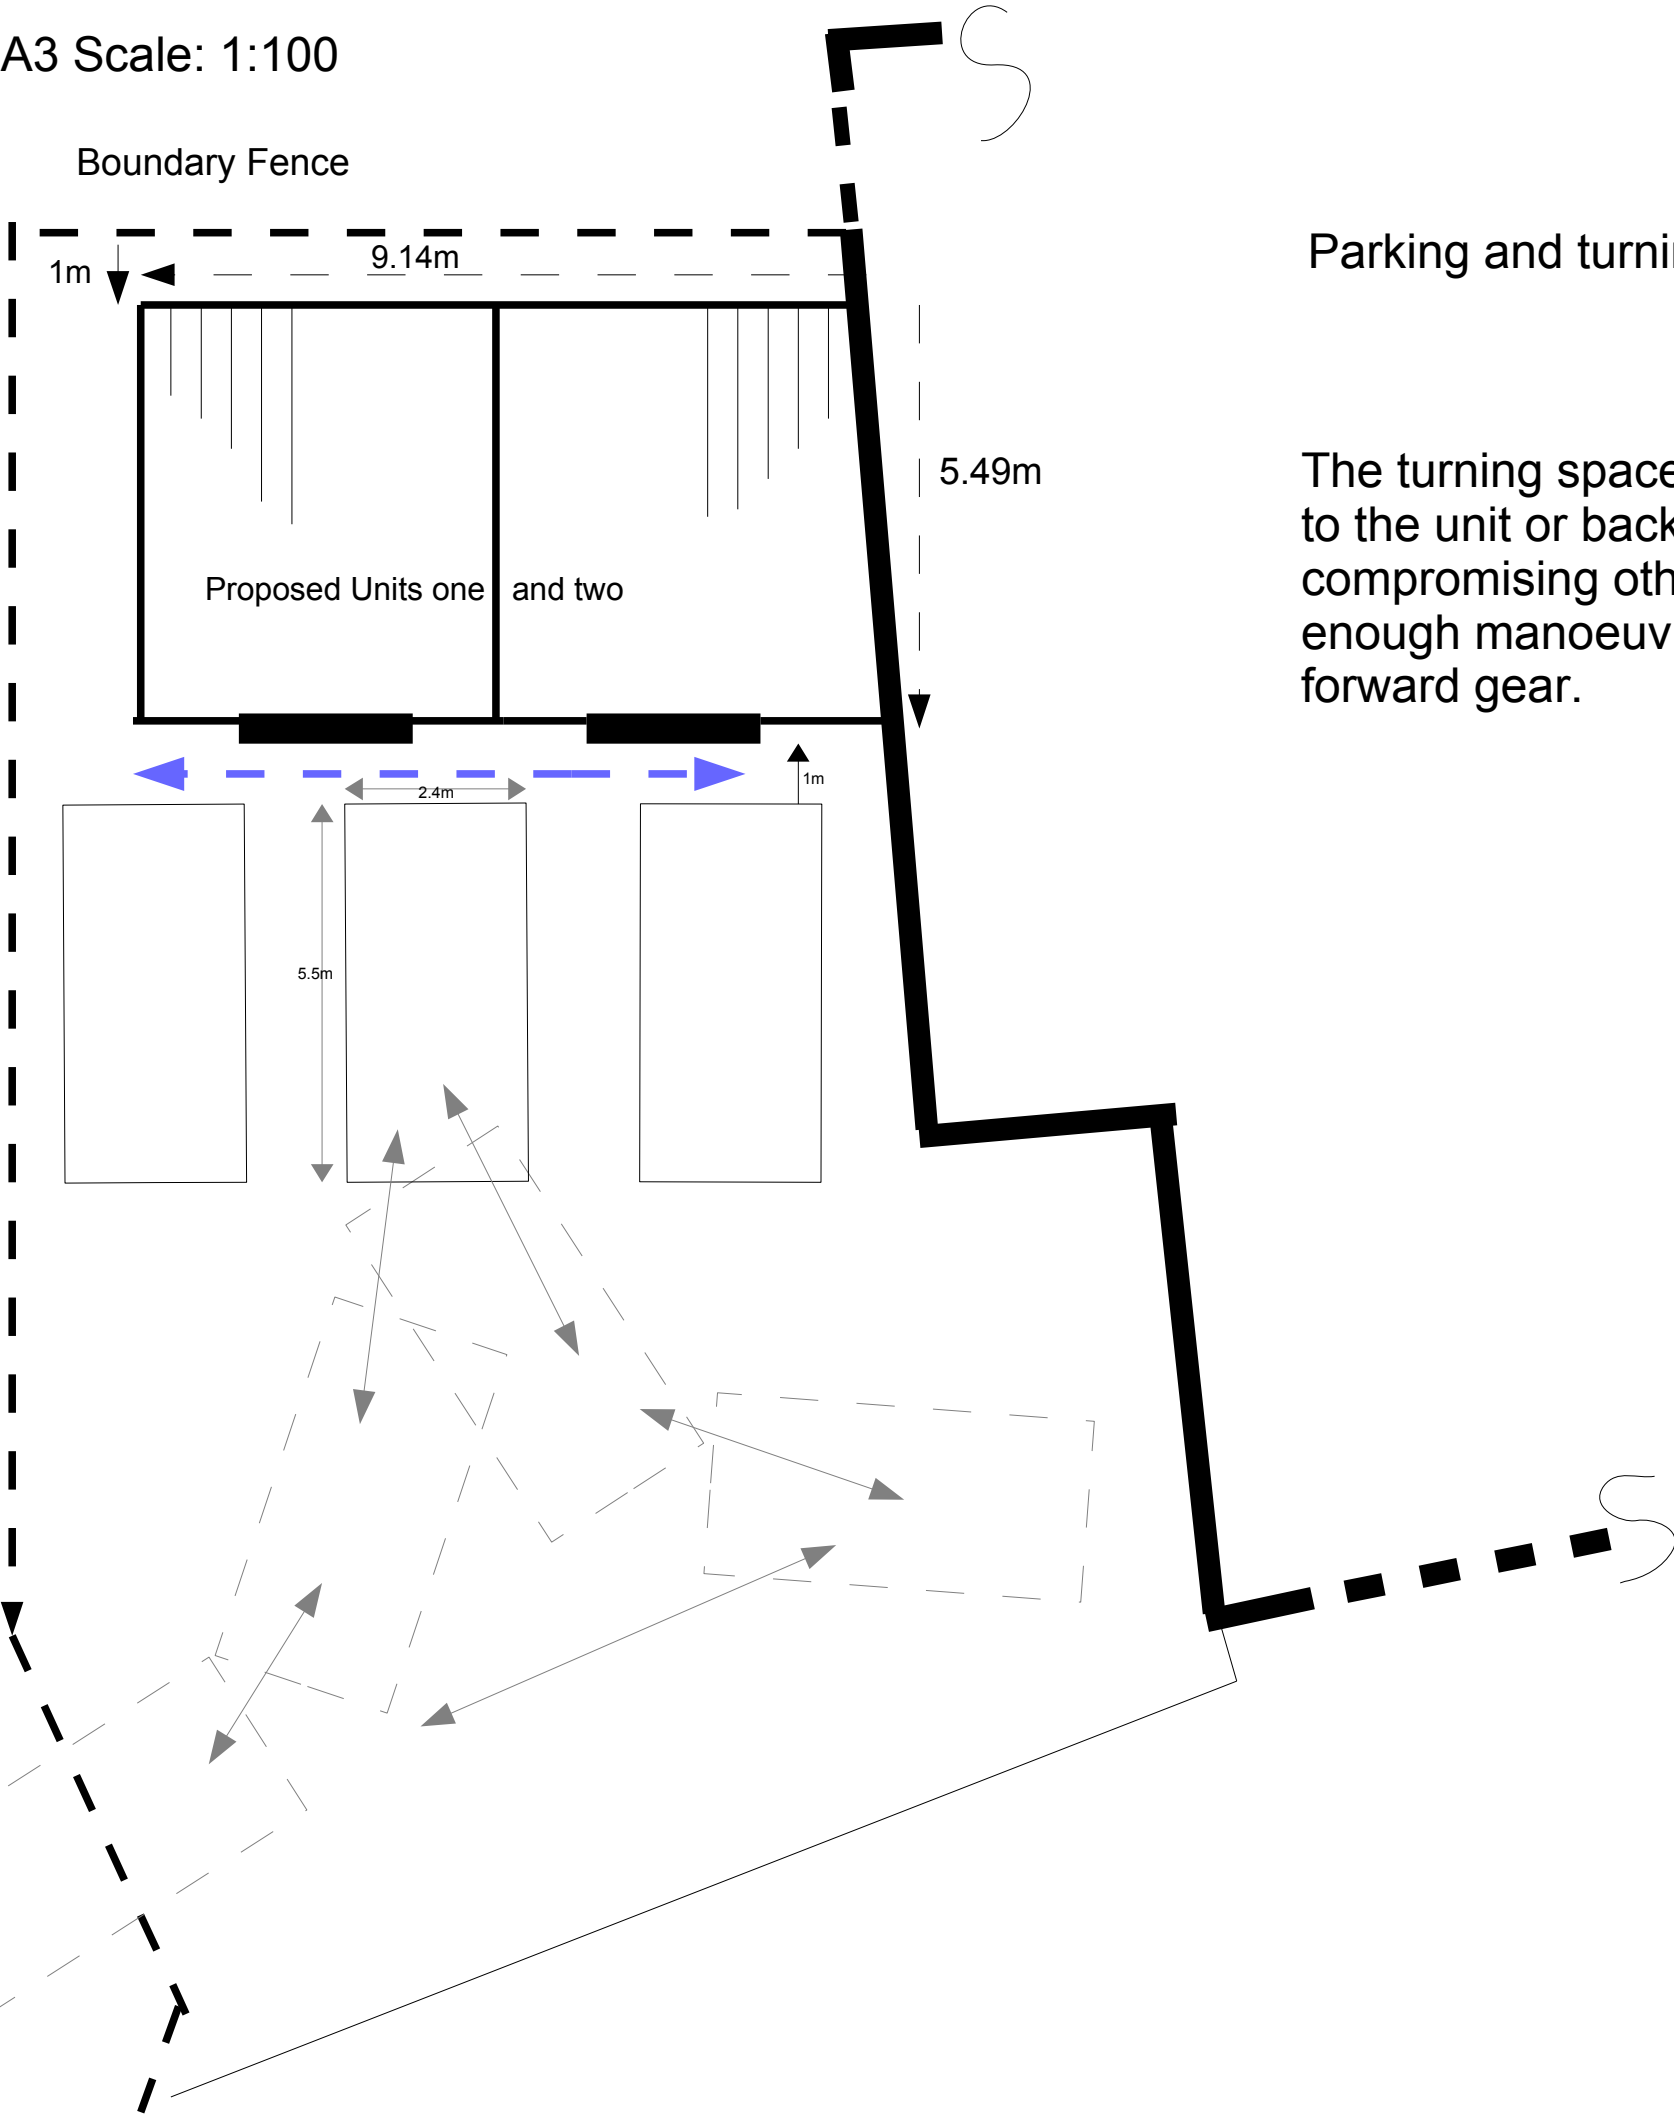 A3 Scale: 1:100
Boundary Fence
Parking and turni
1m
9.14m
5.49m
The turning space
to the unit or back
compromising oth
enough manoeuv
forward gear.
Proposed Units one and two
1m
2.4m
5.5m